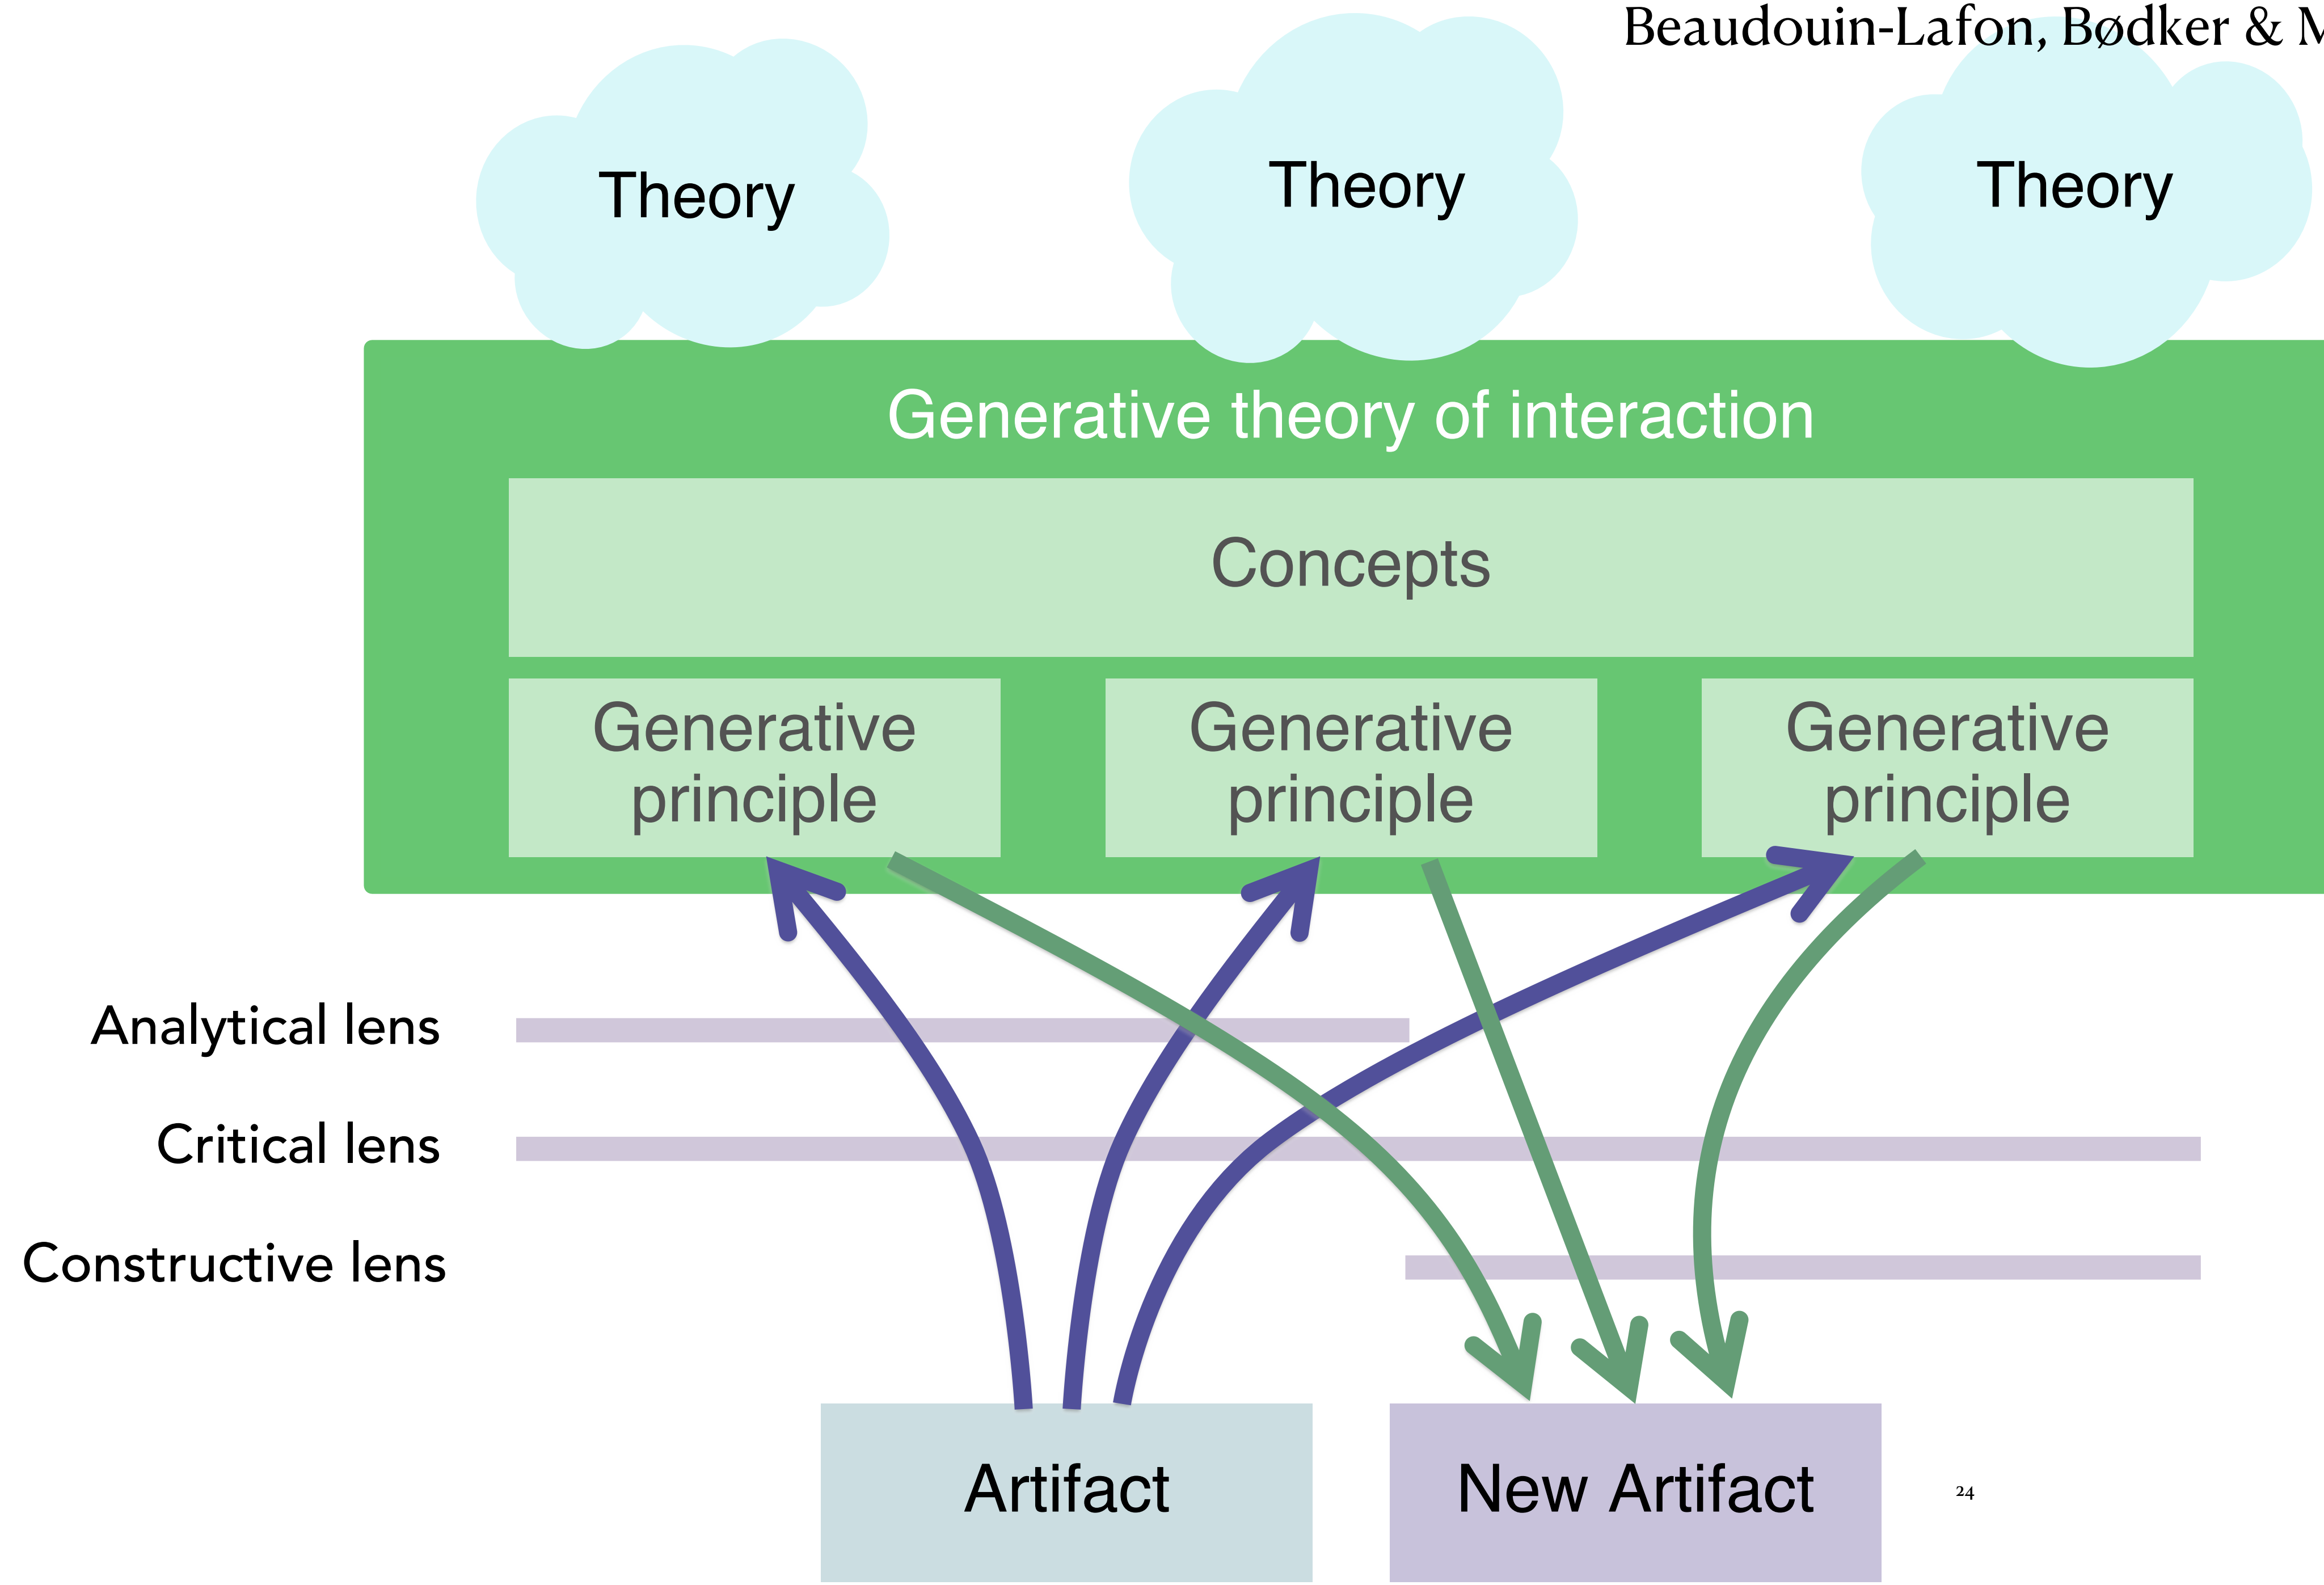 Beaudouin-Lafon, Bødker & M
Theory
Theory
Theory
Generative theory of interaction
Concepts
Generative
principle
Generative
principle
Generative
principle
Analytical lens
Critical lens
Constructive lens
Artifact
New Artifact
24